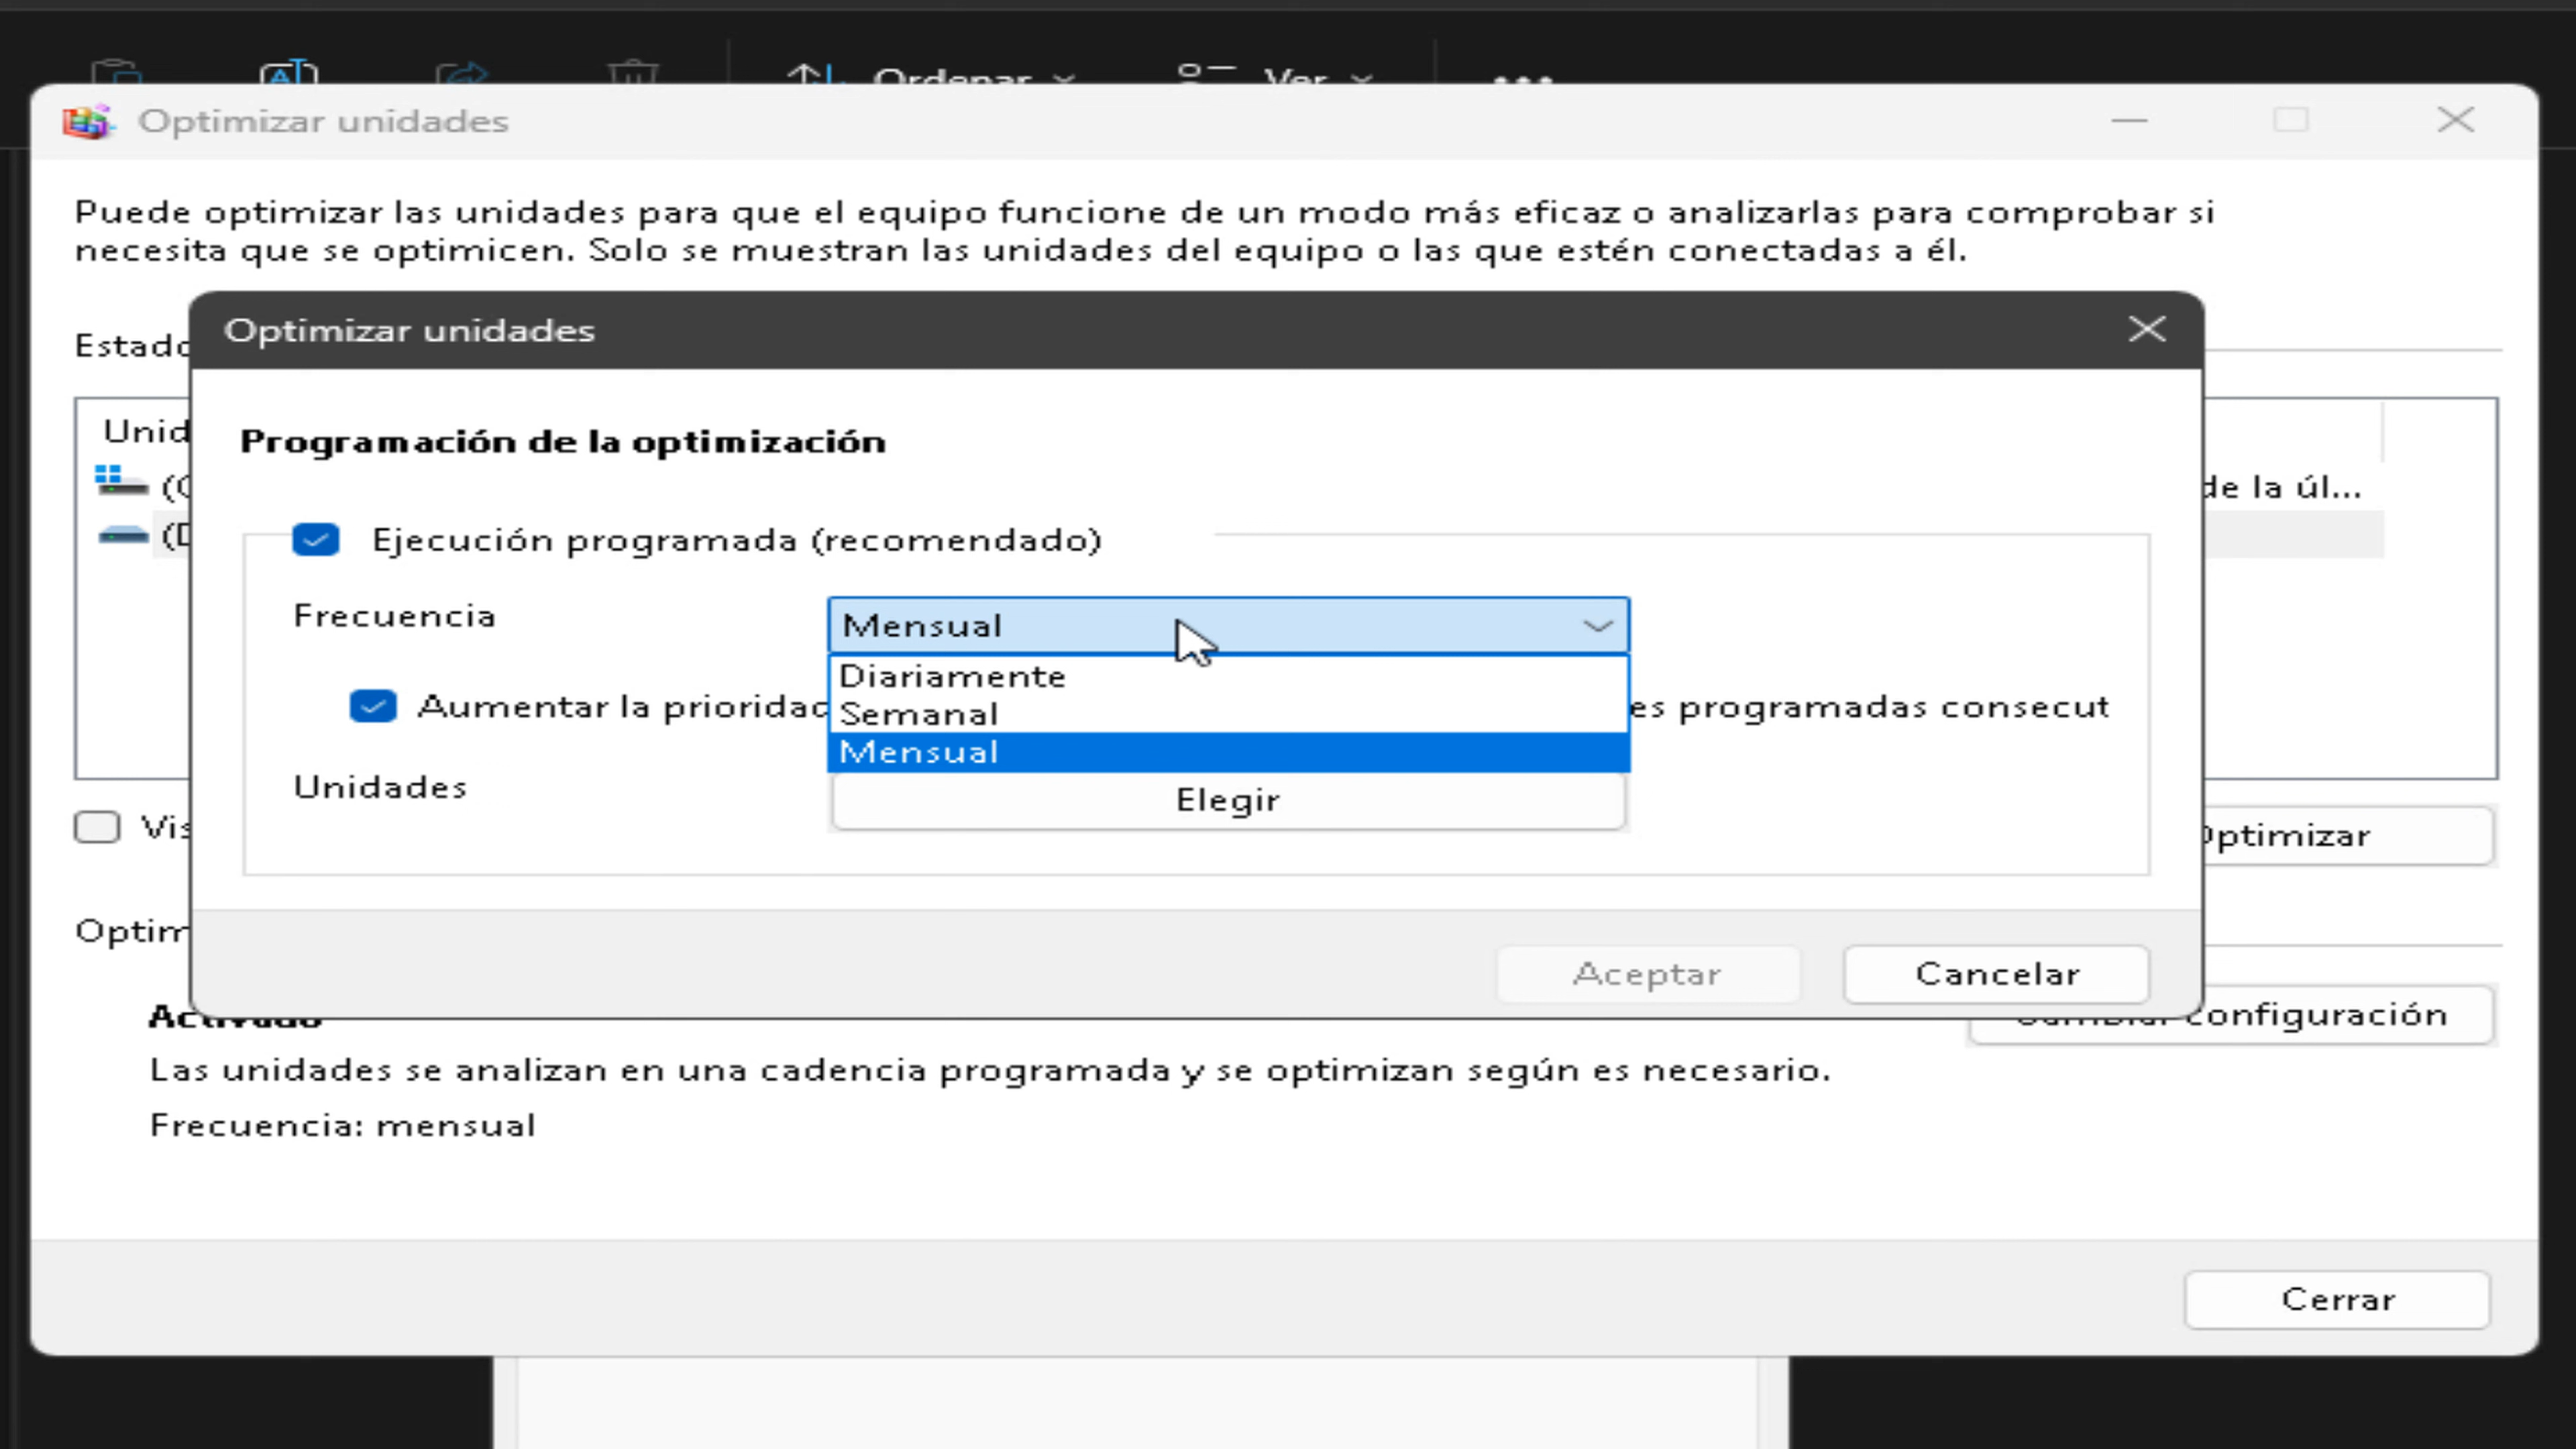 Ordenar
Ver
Optimizar unidades
Puede optimizar las unidades para que el equipo funcione de un modo más eficaz o analizarlas para comprobar si
necesita que se optimicen. Solo se muestran las unidades del equipo o las que estén conectadas a él.
Optimizar unidades
Programación de la optimización
de la úl...
Ejecución programada (recomendado)
Frecuencia
Mensual
Diariamente
Semanal
Mensual
Aumentar la es programadas consecut
Unidades
Elegir
Optimizar
Aceptar
Cancelar
Activado
configuración
Las unidades se analizan en una cadencia programada y se optimizan según es necesario.
Frecuencia: mensual
Cerrar